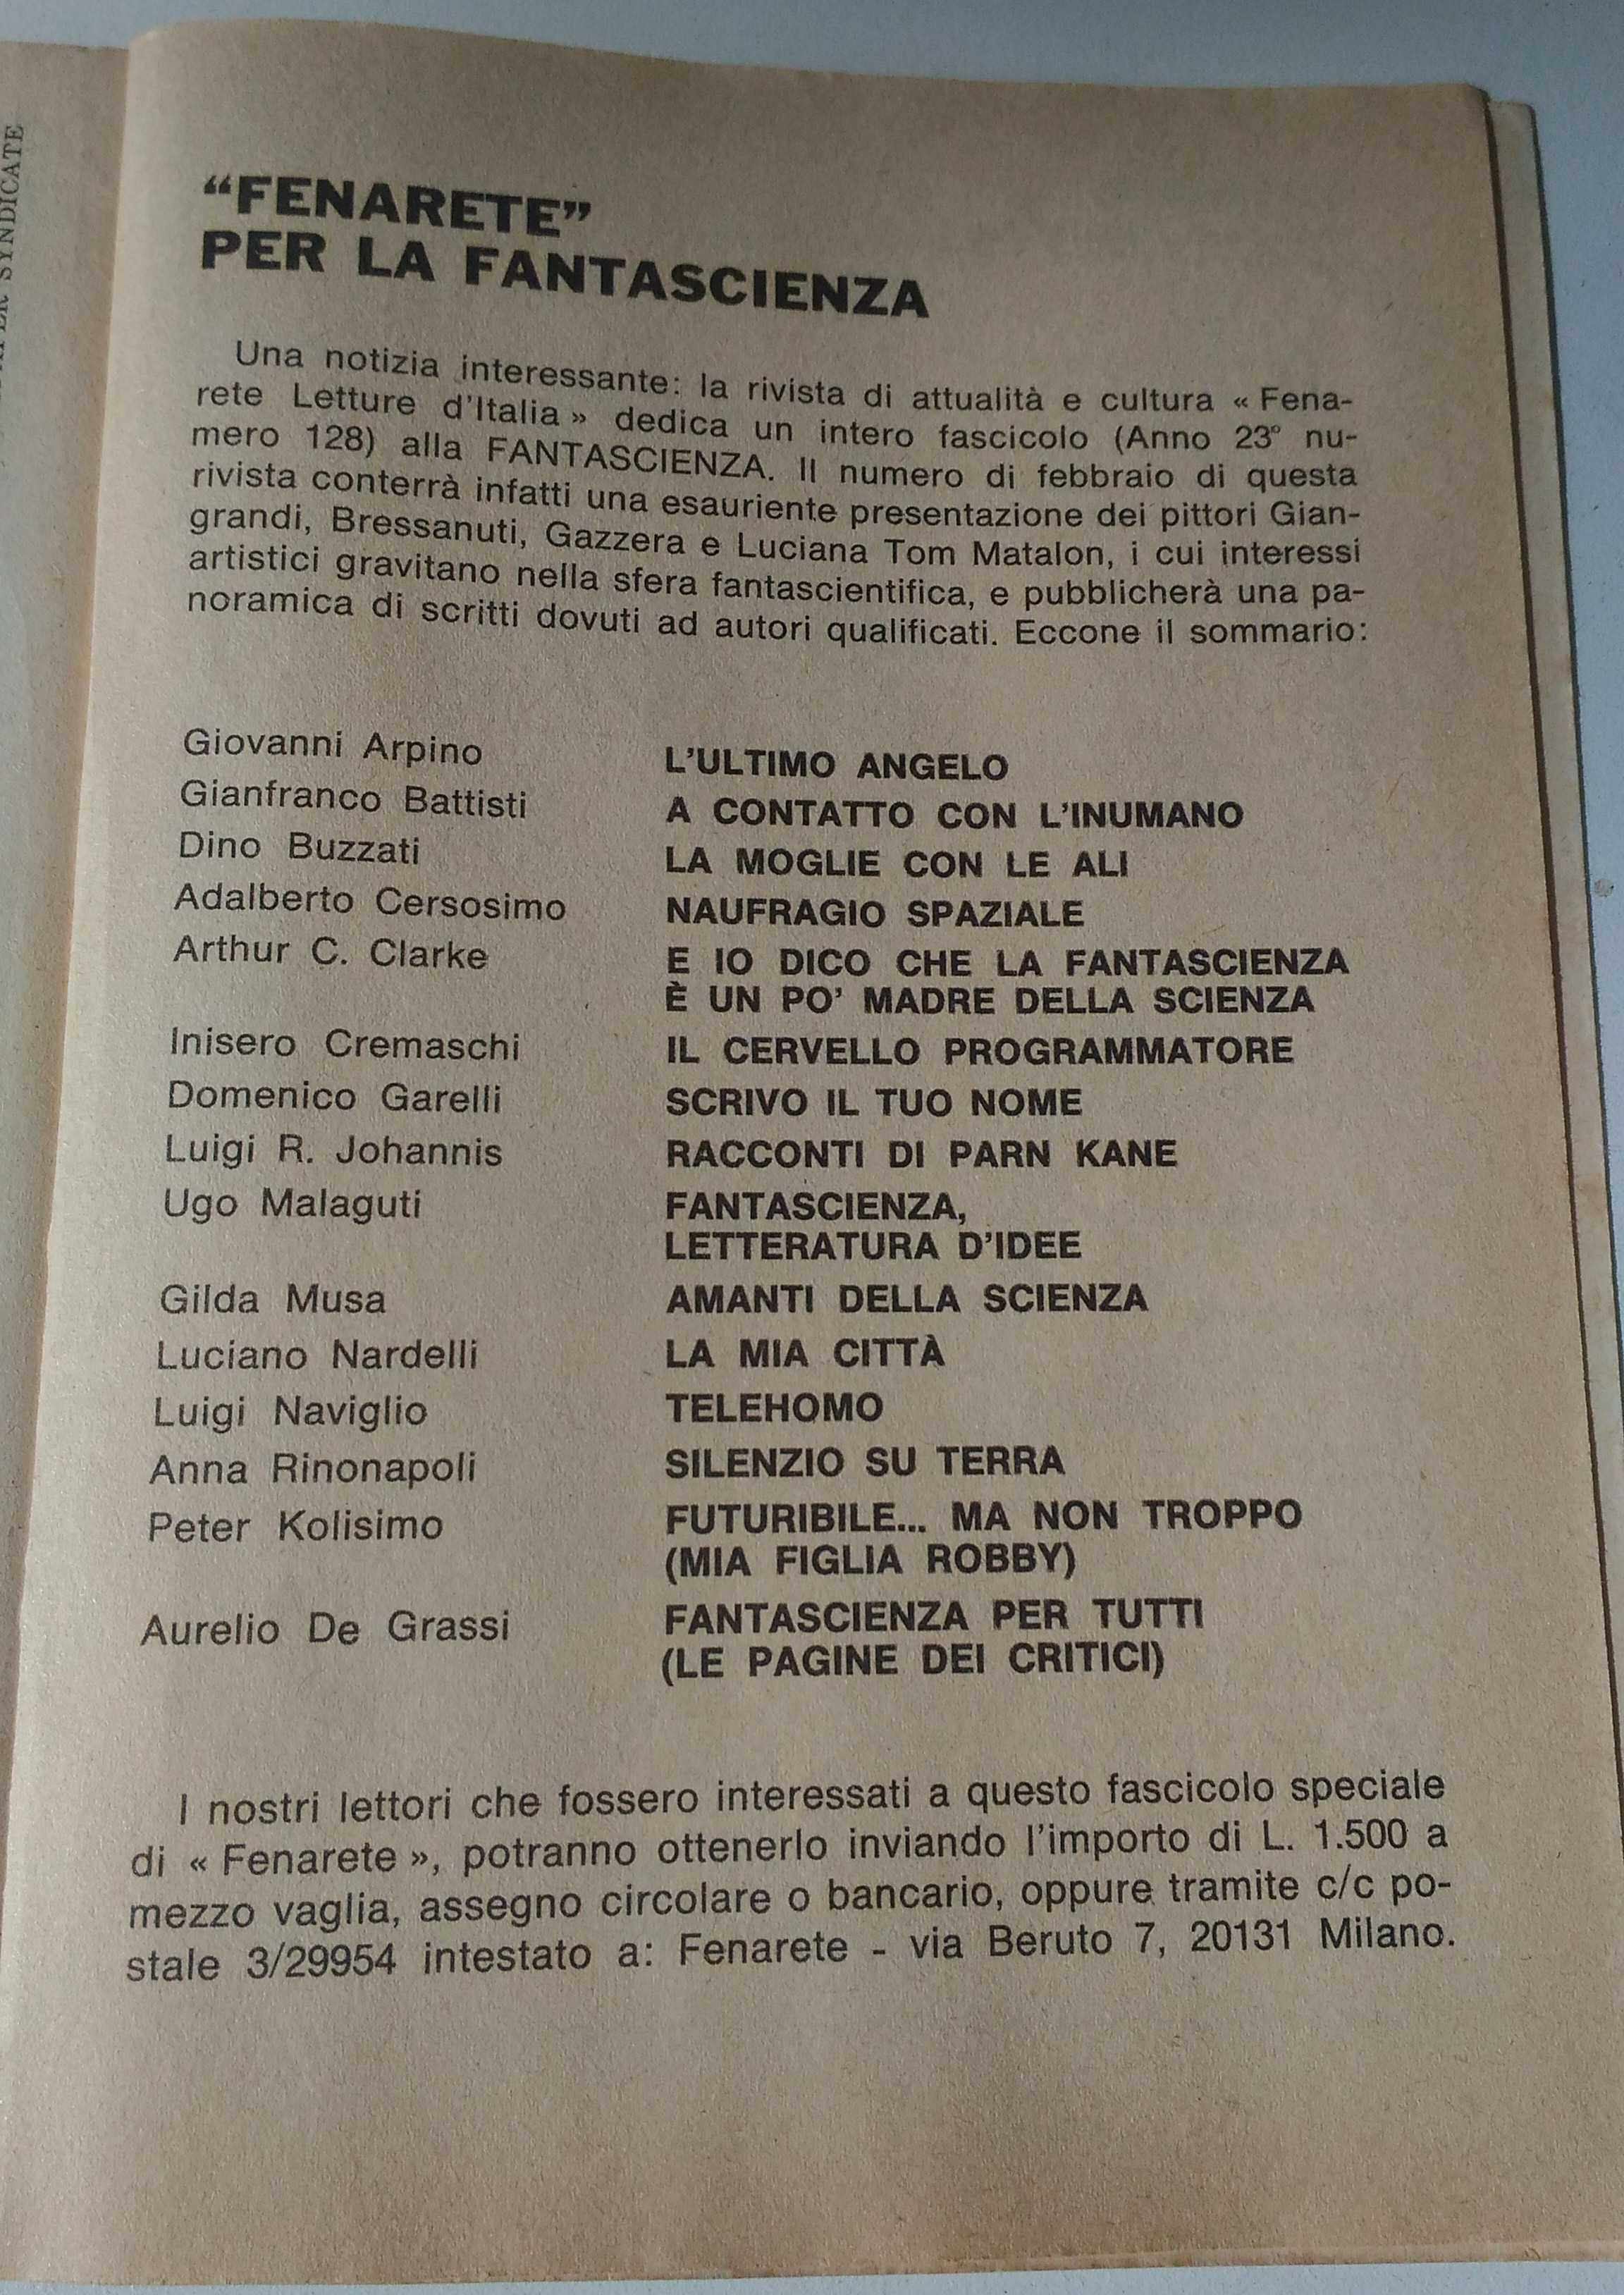 SYNDICATE
“FENARETE”
PER LA FANTASCIENZA
Una notizia interessante: la rivista di attualità e cultura « Fena-
rete Letture d'Italia » dedica un intero fascicolo (Anno 23° nu-
mero 128) alla FANTASCIENZA. Il numero di febbraio di questa
rivista conterrà infatti una esauriente presentazione dei pittori Gian-
grandi, Bressanuti, Gazzera e Luciana Tom Matalon, i cui interessi
artistici gravitano nella sfera fantascientifica, e pubblicherà una pa-
noramica di scritti dovuti ad autori qualificati. Eccone il sommario:
Giovanni Arpino L'ULTIMO ANGELO
Gianfranco Battisti A CONTATTO CON L'INUMANO
Dino Buzzati LA MOGLIE CON LE ALI
Adalberto Cersosimo NAUFRAGIO SPAZIALE
Arthur C. Clarke E IO DICO CHE LA FANTASCIENZA
È UN PO' MADRE DELLA SCIENZA
Inisero Cremaschi IL CERVELLO PROGRAMMATORE
Domenico Garelli SCRIVO IL TUO NOME
Luigi R. Johannis RACCONTI DI PARN KANE
Ugo Malaguti FANTASCIENZA,
LETTERATURA D'IDEE
Gilda Musa AMANTI DELLA SCIENZA
Luciano Nardelli LA MIA CITTÀ
Luigi Naviglio TELEHOMO
Anna Rinonapoli SILENZIO SU TERRA
Peter Kolisimo FUTURIBILE... MA NON TROPPO
(MIA FIGLIA ROBBY)
Aurelio De Grassi FANTASCIENZA PER TUTTI
(LE PAGINE DEI CRITICI)
I nostri lettori che fossero interessati a questo fascicolo speciale
di « Fenarete », potranno ottenerlo inviando l'importo di L. 1.500 a
mezzo vaglia, assegno circolare o bancario, oppure tramite c/c po-
stale 3/29954 intestato a: Fenarete - via Beruto 7, 20131 Milano.